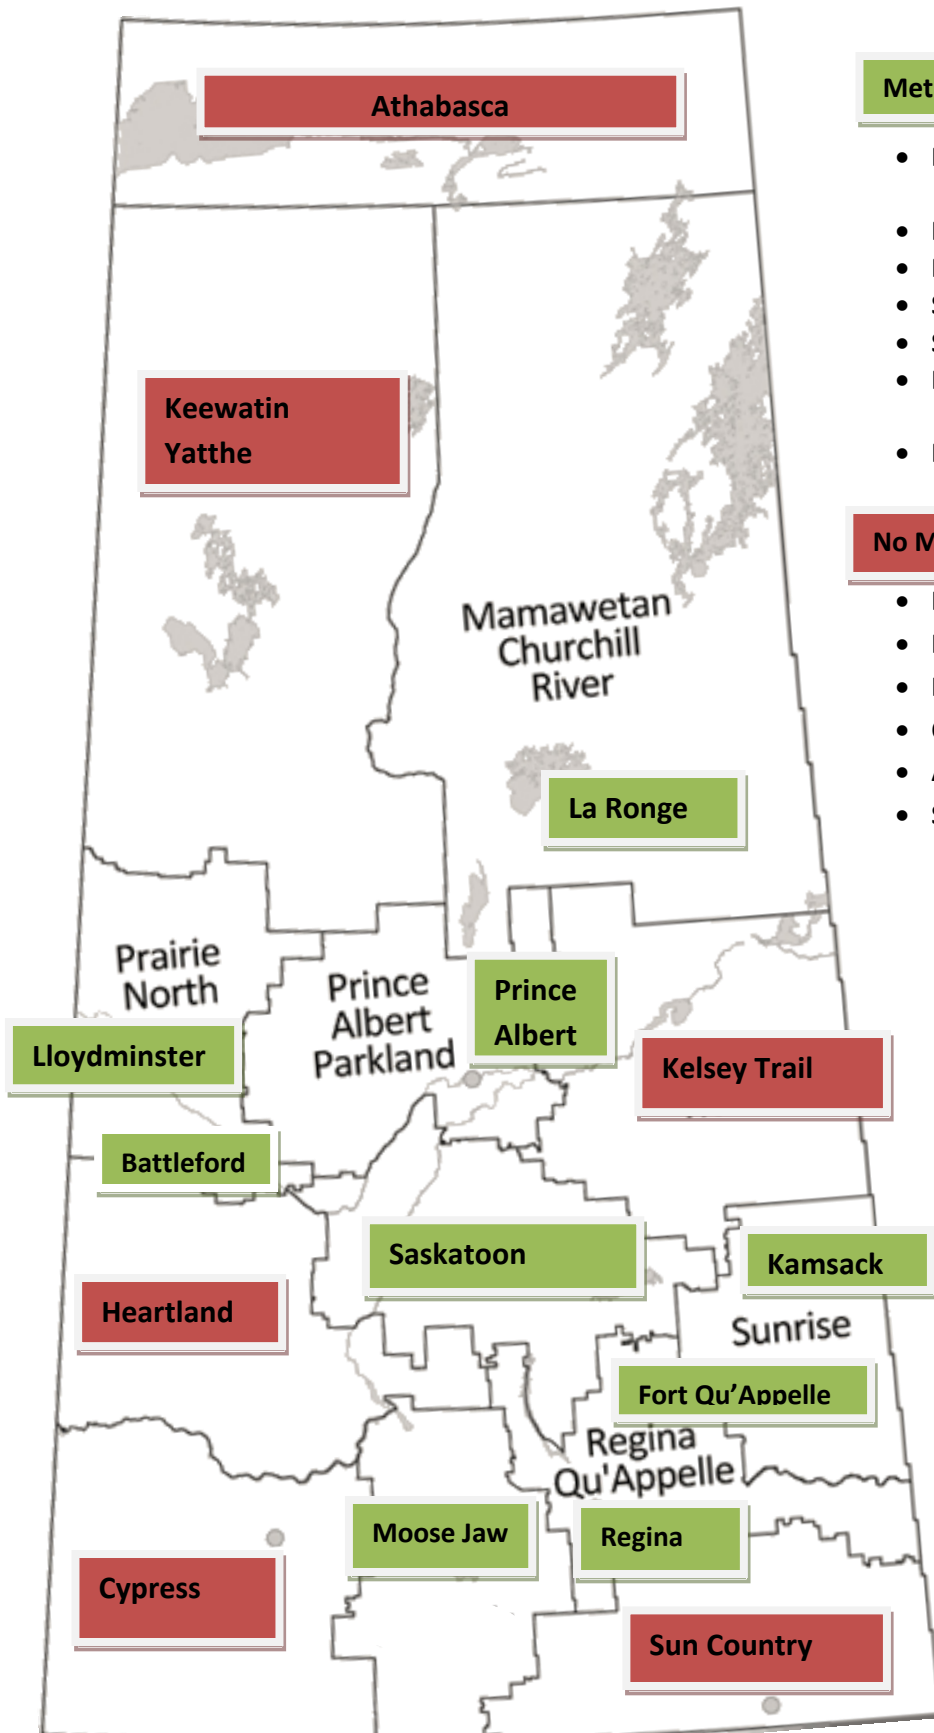 Athabasca
Keewatin
Yatthe
Mamawetan
Churchill
River
La Ronge
Prairie
North
Prince
Albert
Parkland
Prince
Albert
Lloydminster
Kelsey Trail
Battleford
Saskatoon
Kamsack
Heartland
Sunrise
Fort Qu’Appelle
Regina
Qu'Appelle
Moose Jaw
Regina
Cypress
Sun Country
Met
No M